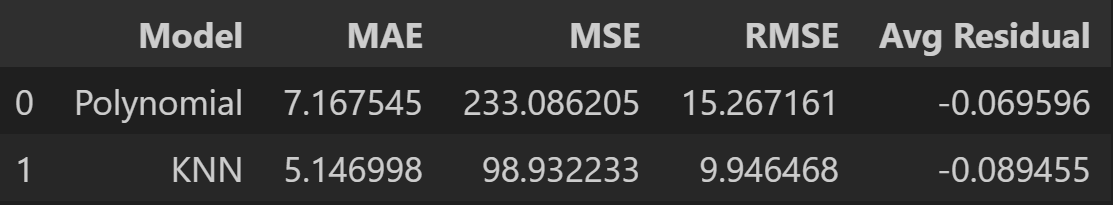 Model MAE MSE RMSE Avg Residual
0 Polynomial 7.167545 233.086205 15.267161 -0.069596
1 KNN 5.146998 98.932233 9.946468 -0.089455